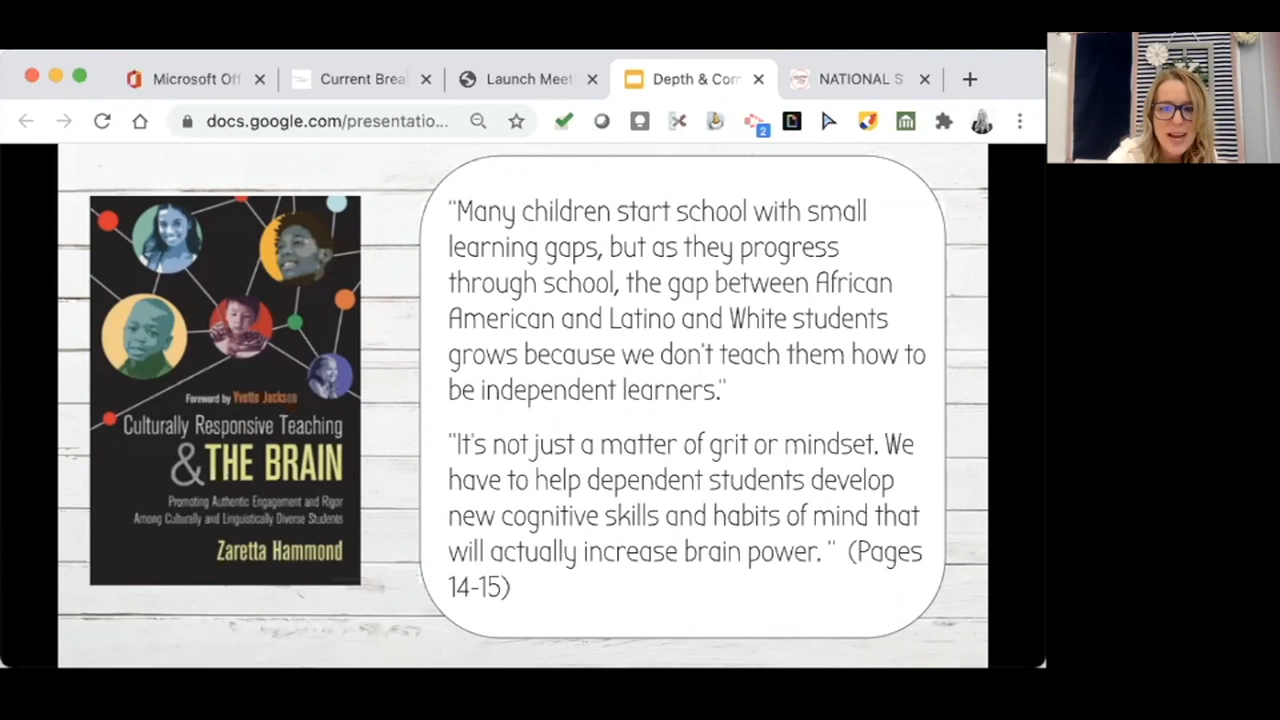 Microsoft Off
Current Brea
Launch Meet
Depth & Com
NATIONAL S
docs.google.com/presentatio...
2
Foreword by Yvette Jackson
Culturally Responsive Teaching
& THE BRAIN
Promoting Authentic Engagement and Rigor
Among Culturally and Linguistically Diverse Students
Zaretta Hammond
"Many children start school with small
learning gaps, but as they progress
through school, the gap between African
American and Latino and White students
grows because we don't teach them how to
be independent learners."
"It's not just a matter of grit or mindset. We
have to help dependent students develop
new cognitive skills and habits of mind that
will actually increase brain power. " (Pages
14-15)